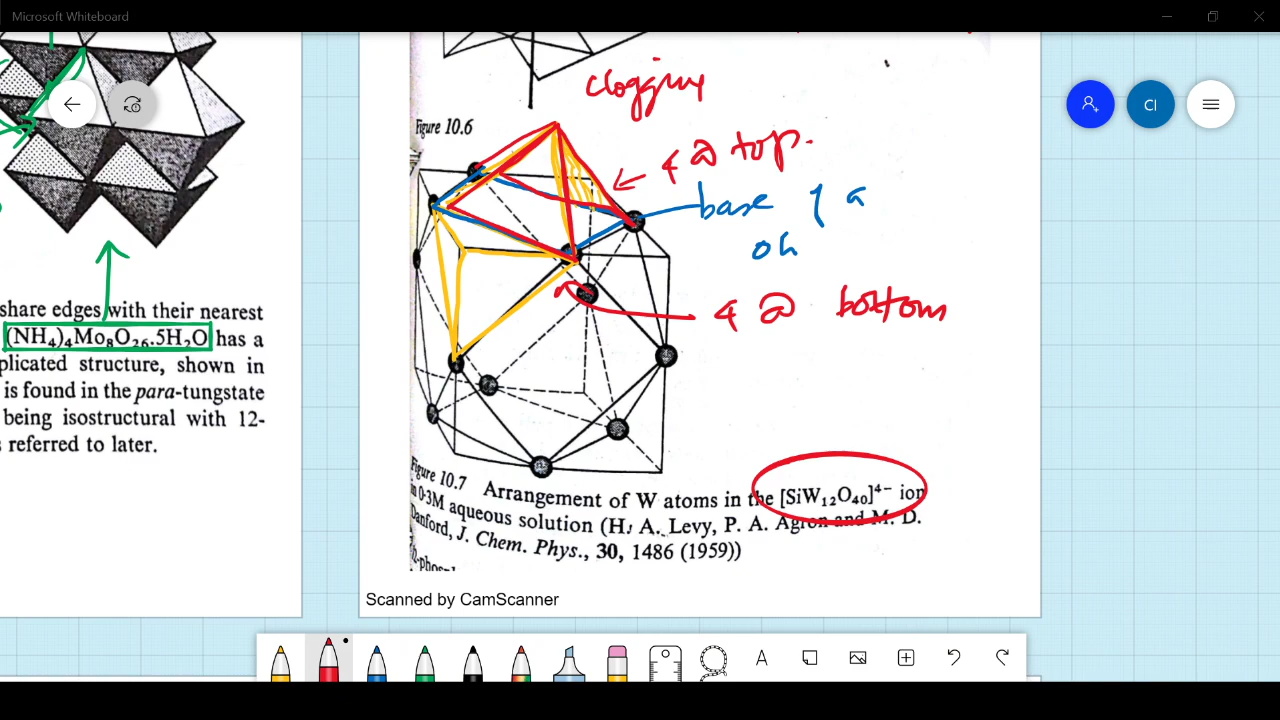 Microsoft Whiteboard
CI
share edges with their nearest
(NH₄)₄Mo₈O₂₆.5H₂O has a
plicated structure, shown in
is found in the para-tungstate
being isostructural with 12-
s referred to later.
clogging
Figure 10.6
4 @ top.
base
oh
4 @ bottom
Figure 10.7 Arrangement of W atoms in the [SiW₁₂O₄₀]⁴⁻ ion
in 0·3M aqueous solution (H. A. Levy, P. A. Agron and M. D.
Danford, J. Chem. Phys., 30, 1486 (1959))
Scanned by CamScanner
A